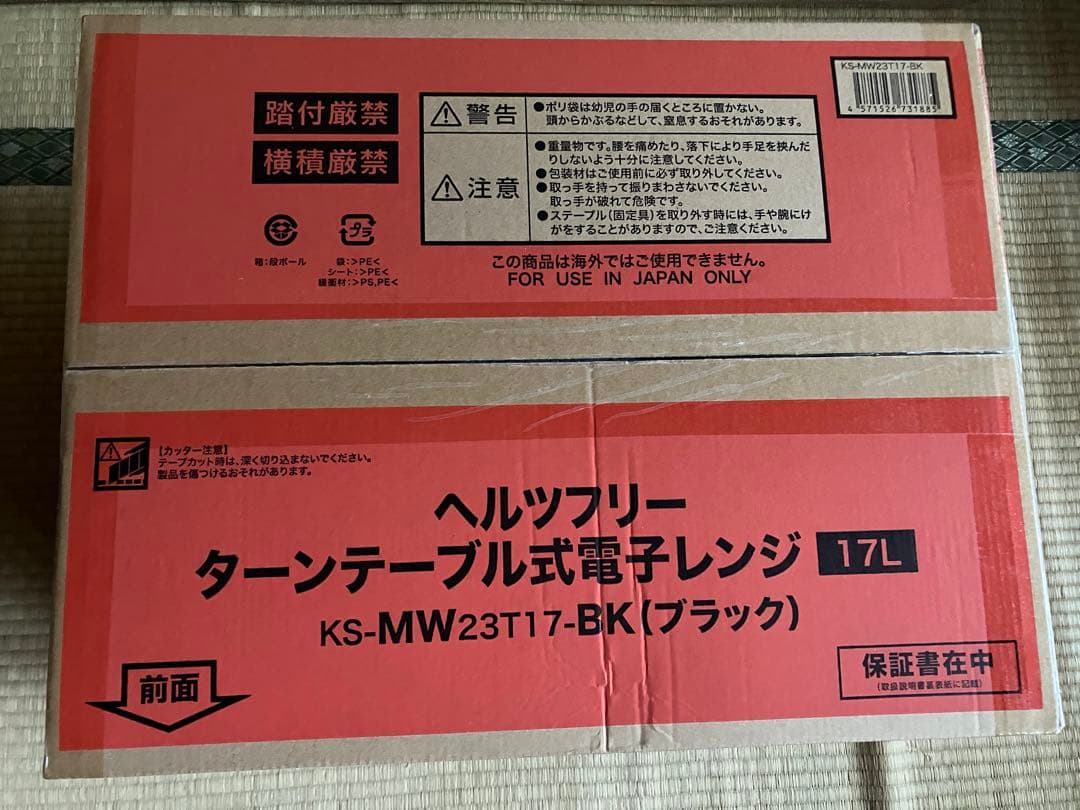 KS-MW23T17-BK
4 571526 731885
踏付厳禁
横積厳禁
警告
●ポリ袋は幼児の手の届くところに置かない。
頭からかぶるなどして、窒息するおそれがあります。
注意
●重量物です。腰を痛めたり、落下により手足を挟んだ
りしないよう十分に注意してください。
●包装材はご使用前に必ず取り外してください。
●取っ手を持って振りまわさないでください。
取っ手が破れて危険です。
●ステープル(固定具)を取り外す時には、手や腕にけ
がをすることがありますので、ご注意ください。
プラ
箱:段ボール
袋:>PE<
シート:>PE<
緩衝材:>PS,PE<
この商品は海外ではご使用できません。
FOR USE IN JAPAN ONLY
【カッター注意】
テープカット時は、深く切り込まないでください。
製品を傷つけるおそれがあります。
ヘルツフリー
ターンテーブル式電子レンジ 17L
KS-MW23T17-BK(ブラック)
前面
保証書在中
(取扱説明書裏表紙に記載)